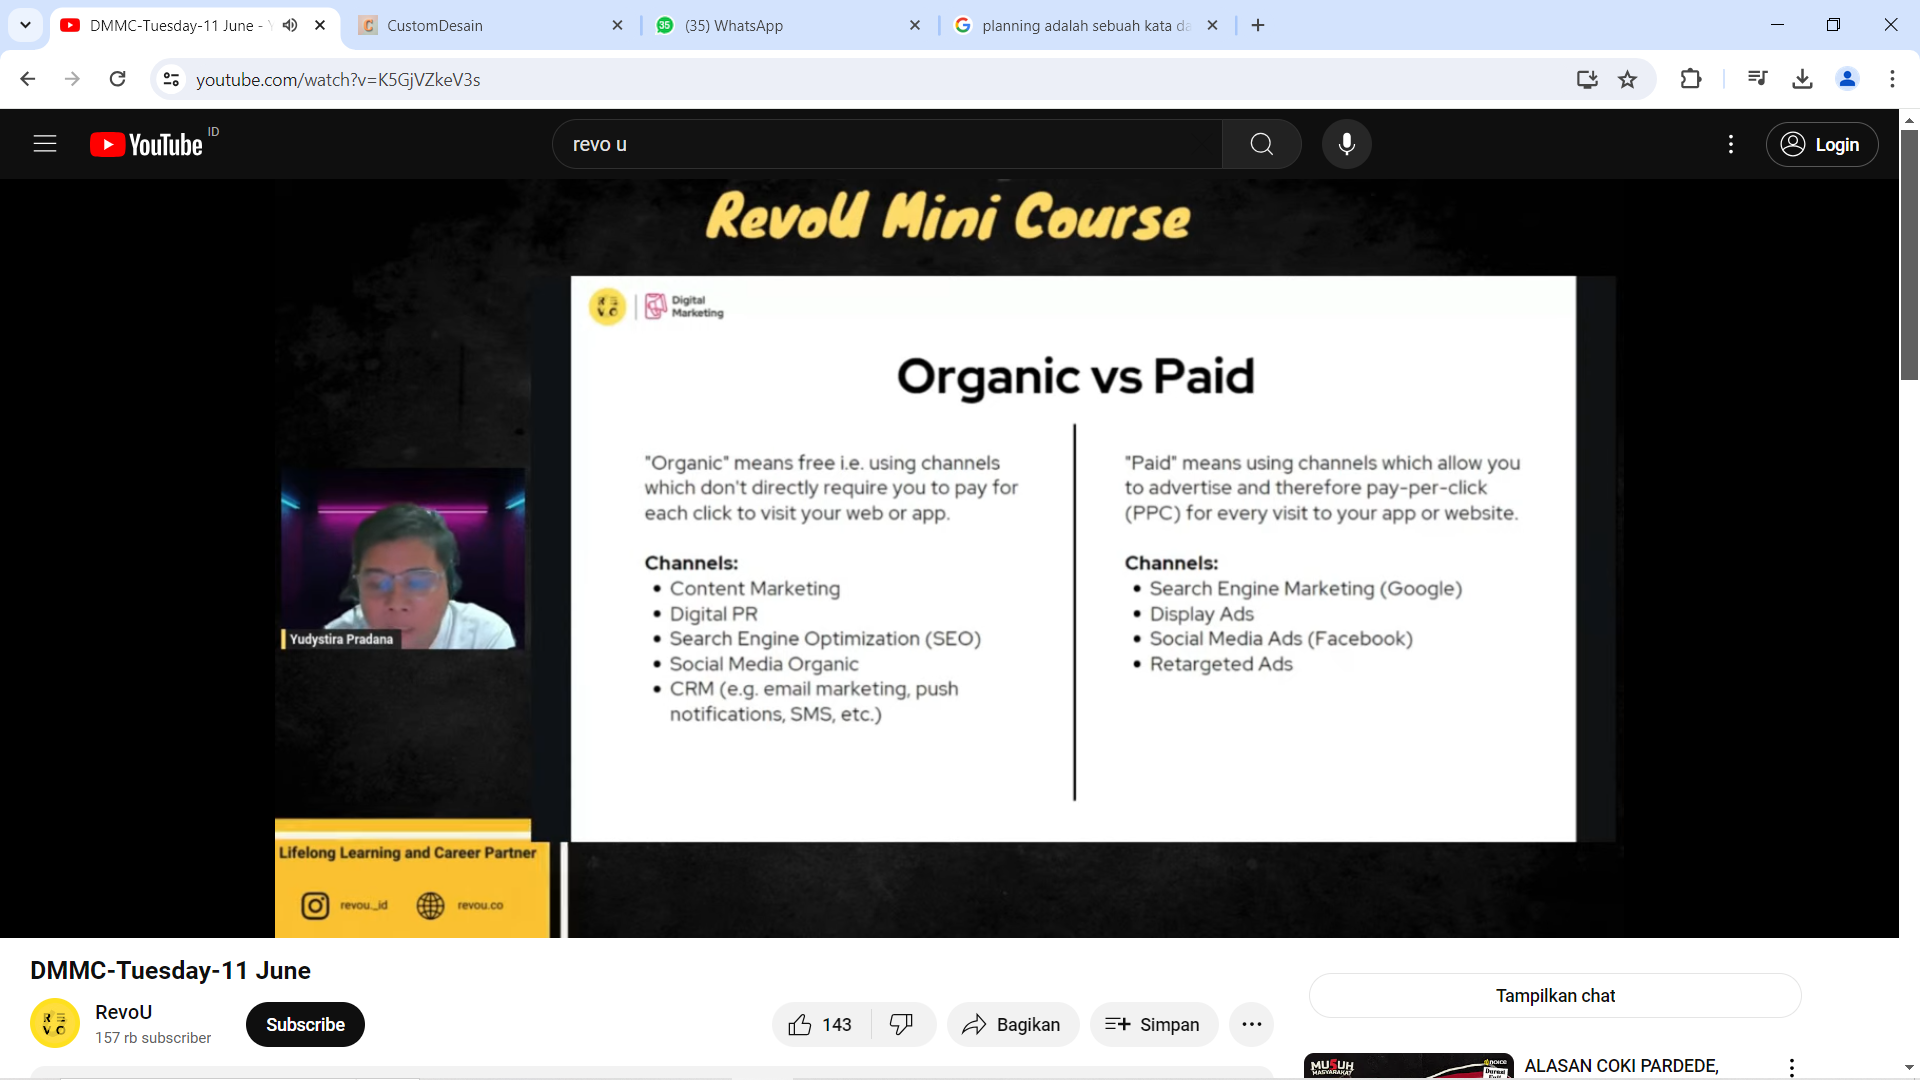 DMMC-Tuesday-11 June -
CustomDesain
35
(35) WhatsApp
planning adalah sebuah kata da
youtube.com/watch?v=K5GjVZkeV3s
YouTube
ID
revo u
Login
RevoU Mini Course
Digital
Marketing
Organic vs Paid
"Organic" means free i.e. using channels
which don't directly require you to pay for
each click to visit your web or app.
Channels:
• Content Marketing
• Digital PR
• Search Engine Optimization (SEO)
• Social Media Organic
• CRM (e.g. email marketing, push
notifications, SMS, etc.)
"Paid" means using channels which allow you
to advertise and therefore pay-per-click
(PPC) for every visit to your app or website.
Channels:
• Search Engine Marketing (Google)
• Display Ads
• Social Media Ads (Facebook)
• Retargeted Ads
Yudystira Pradana
Lifelong Learning and Career Partner
revou_id
revou.co
DMMC-Tuesday-11 June
RevoU
157 rb subscriber
Subscribe
143
Bagikan
Simpan
Tampilkan chat
MUSUH
MASYARAKAT
NOICE
ALASAN COKI PARDEDE,